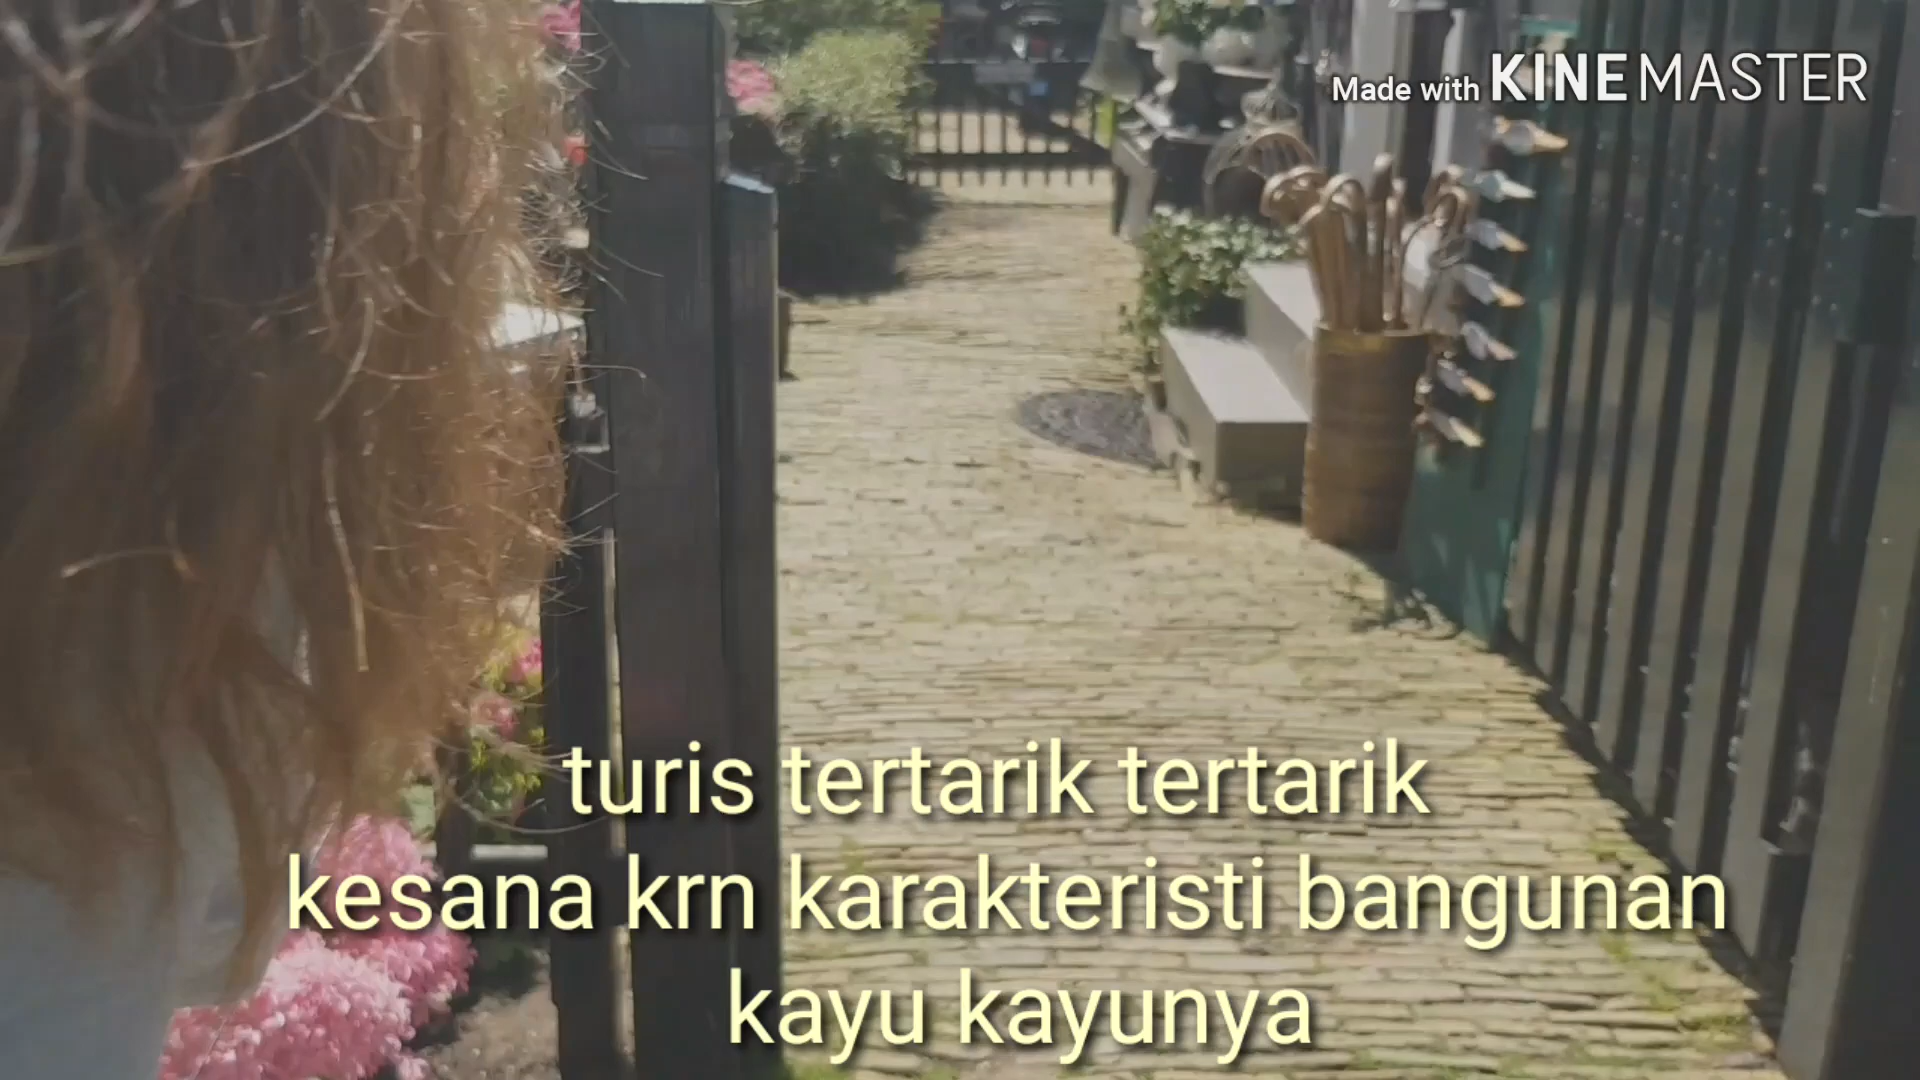 Made with KINEMASTER
turis tertarik tertarik
kesana krn karakteristi bangunan
kayu kayunya